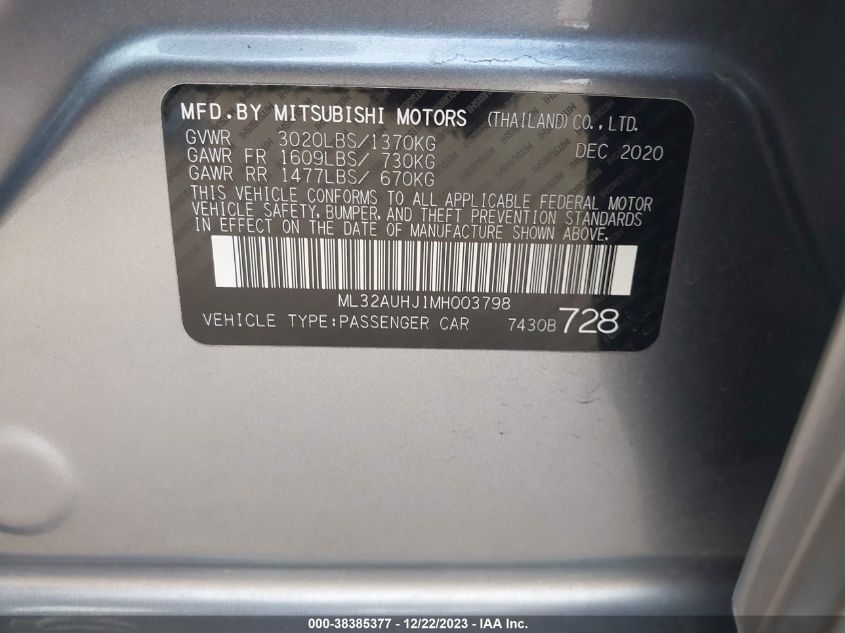 MFD.BY MITSUBISHI MOTORS (THAILAND) CO.,LTD.
GVWR 3020LBS/1370KG DEC 2020
GAWR FR 1609LBS/ 730KG
GAWR RR 1477LBS/ 670KG
THIS VEHICLE CONFORMS TO ALL APPLICABLE FEDERAL MOTOR
VEHICLE SAFETY, BUMPER, AND THEFT PREVENTION STANDARDS
IN EFFECT ON THE DATE OF MANUFACTURE SHOWN ABOVE.
ML32AUHJ1MH003798
VEHICLE TYPE:PASSENGER CAR 7430B 728
000-38385377 - 12/22/2023 - IAA Inc.